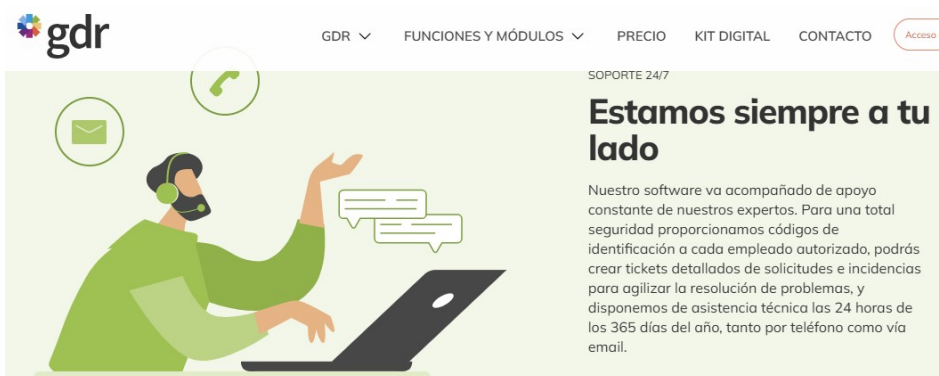 gdr
GDR FUNCIONES Y MÓDULOS PRECIO KIT DIGITAL CONTACTO Acceso
SOPORTE 24/7
Estamos siempre a tu
lado
Nuestro software va acompañado de apoyo
constante de nuestros expertos. Para una total
seguridad proporcionamos códigos de
identificación a cada empleado autorizado, podrás
crear tickets detallados de solicitudes e incidencias
para agilizar la resolución de problemas, y
disponemos de asistencia técnica las 24 horas de
los 365 días del año, tanto por teléfono como vía
email.